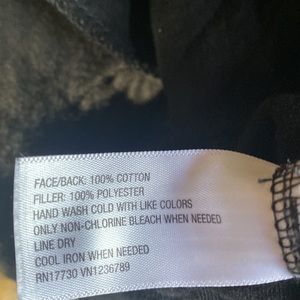 FACE/BACK: 100% COTTON
FILLER: 100% POLYESTER
HAND WASH COLD WITH LIKE COLORS
ONLY NON-CHLORINE BLEACH WHEN NEEDED
LINE DRY
COOL IRON WHEN NEEDED
RN17730 VN1236789